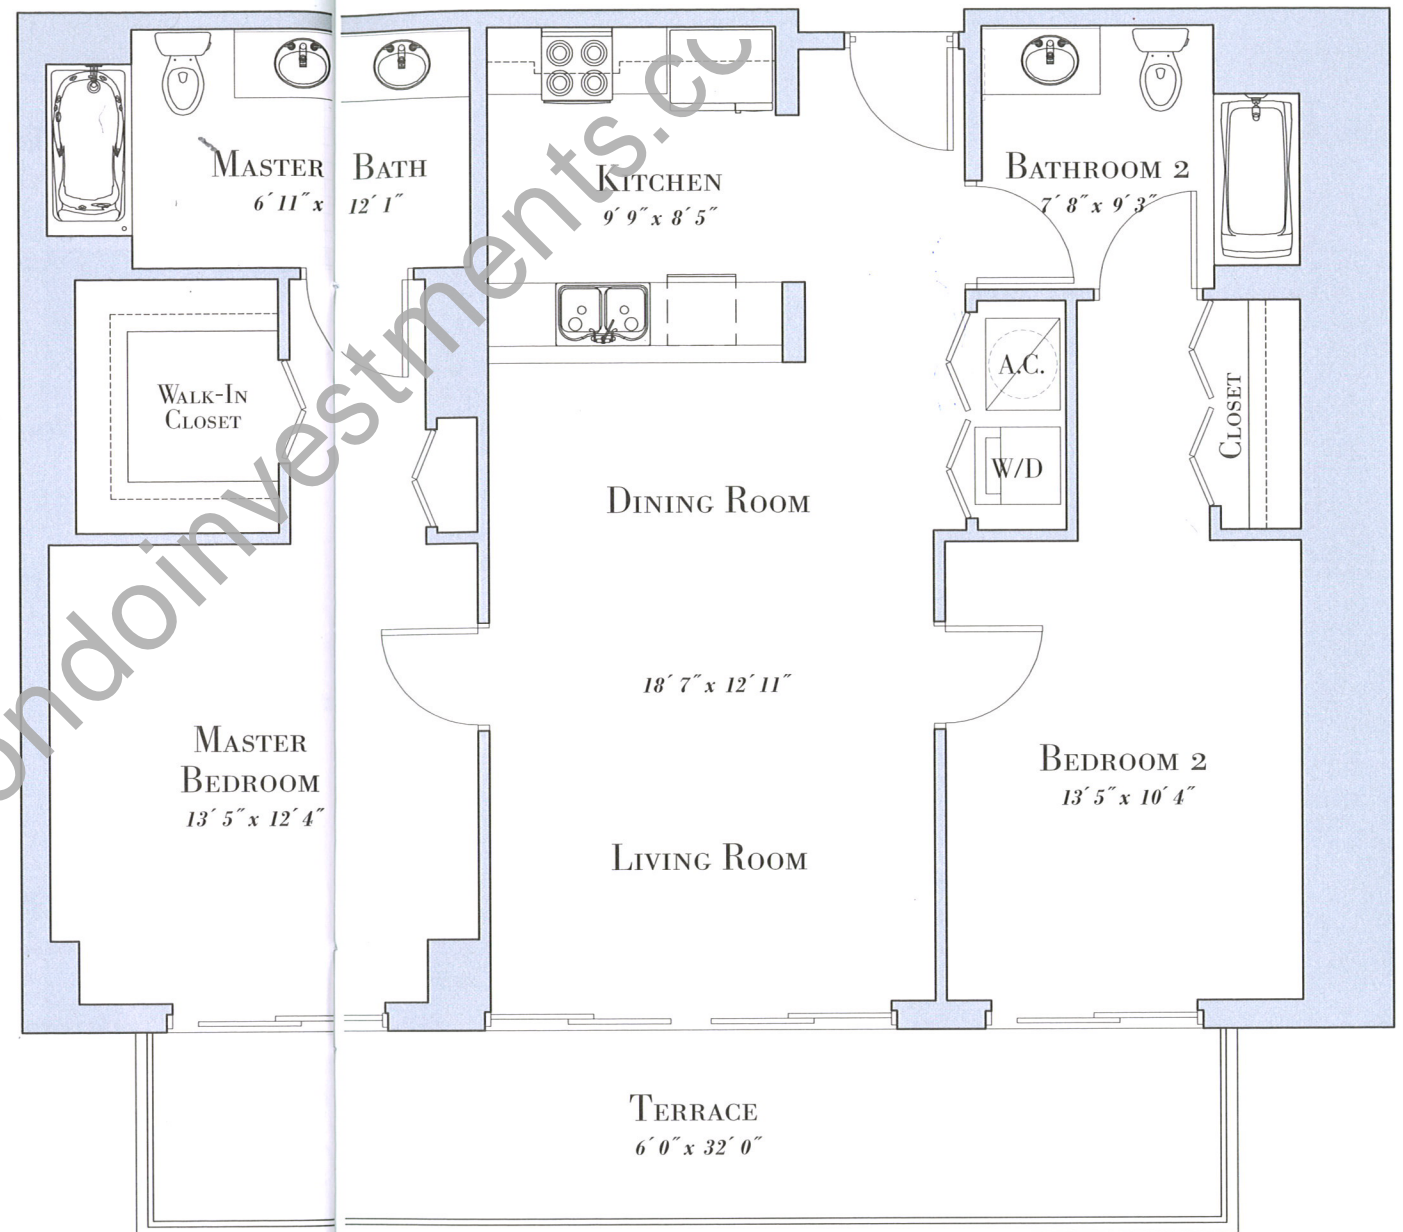 MASTER BATH
6' 11" x 12' 1"
KITCHEN
9' 9" x 8' 5"
BATHROOM 2
7' 8" x 9' 3"
WALK-IN
CLOSET
A.C.
W/D
CLOSET
DINING ROOM
18' 7" x 12' 11"
MASTER
BEDROOM
13' 5" x 12' 4"
BEDROOM 2
13' 5" x 10' 4"
LIVING ROOM
TERRACE
6' 0" x 32' 0"
ondoinvestments.co